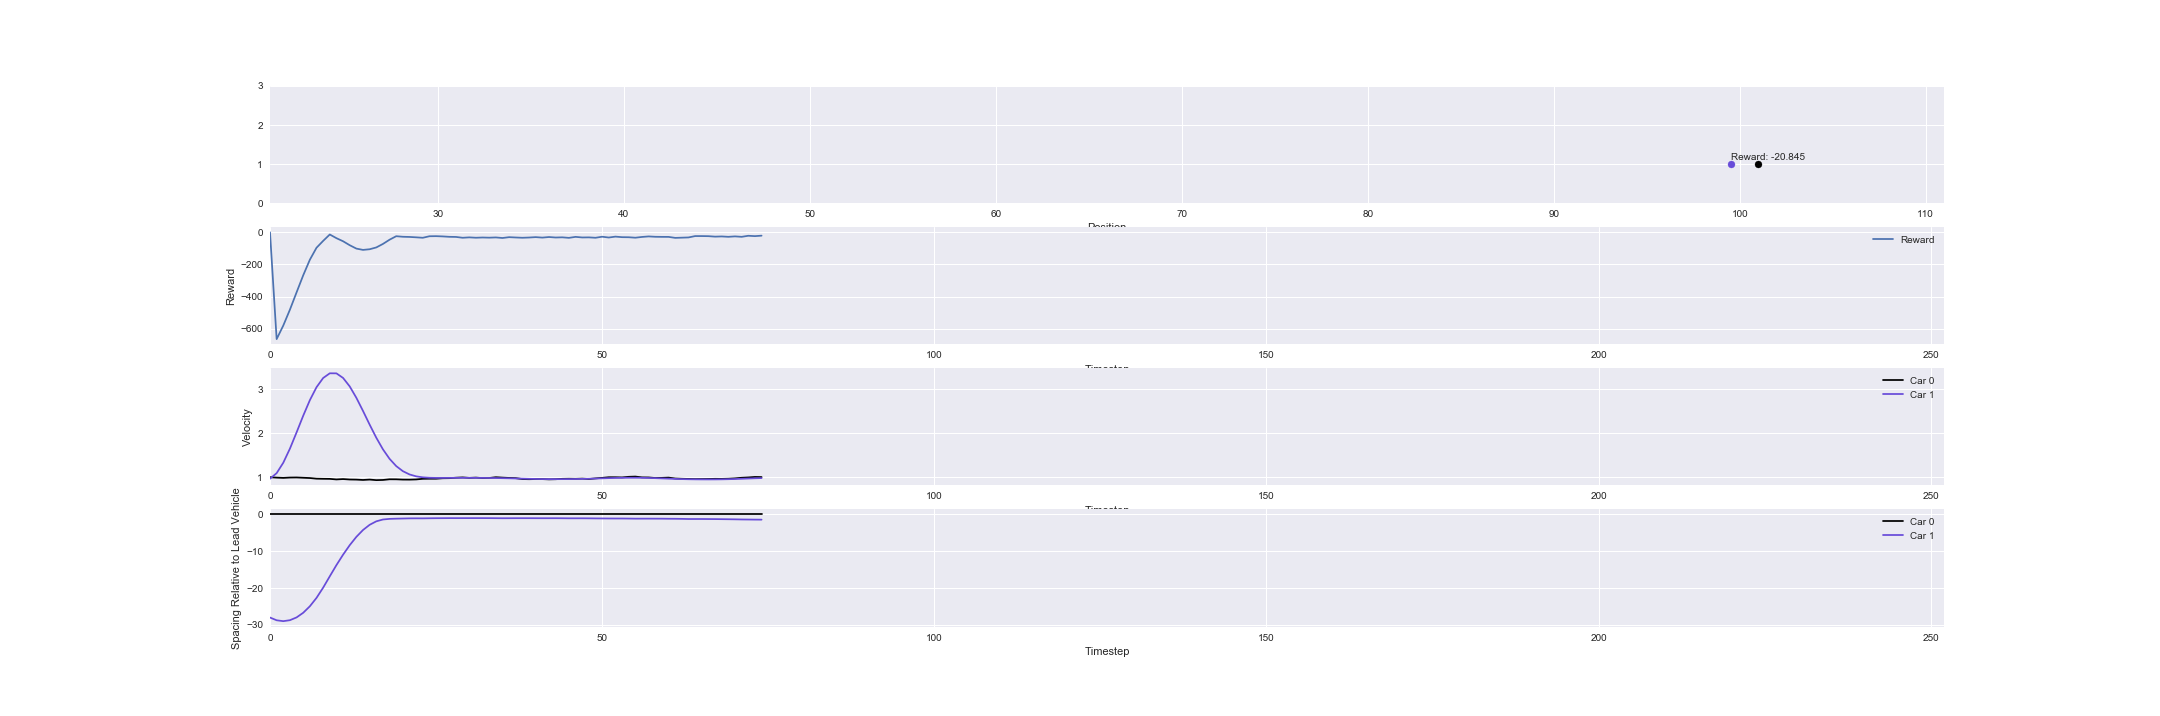 3
2
1
0
Reward: -20.845
30 40 50 60 70 80 90 100 110
Position
0
−200
−400
−600
Reward
Reward
0 50 100 150 200 250
Timestep
3
2
1
Velocity
Car 0
Car 1
0 50 100 150 200 250
Timestep
0
−10
−20
−30
Spacing Relative to Lead Vehicle
Car 0
Car 1
0 50 100 150 200 250
Timestep